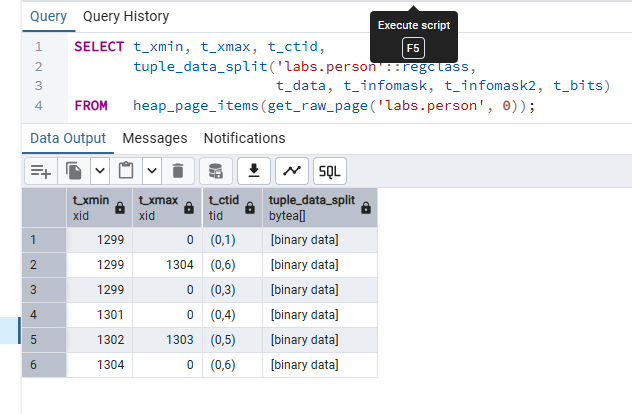 Query Query History
Execute script
F5
1 SELECT t_xmin, t_xmax, t_ctid,
2 tuple_data_split('labs.person'::regclass,
3 t_data, t_infomask, t_infomask2, t_bits)
4 FROM heap_page_items(get_raw_page('labs.person', 0));
Data Output Messages Notifications
SQL
t_xmin t_xmax t_ctid tuple_data_split
xid xid tid bytea[]
1 1299 0 (0,1) [binary data]
2 1299 1304 (0,6) [binary data]
3 1299 0 (0,3) [binary data]
4 1301 0 (0,4) [binary data]
5 1302 1303 (0,5) [binary data]
6 1304 0 (0,6) [binary data]